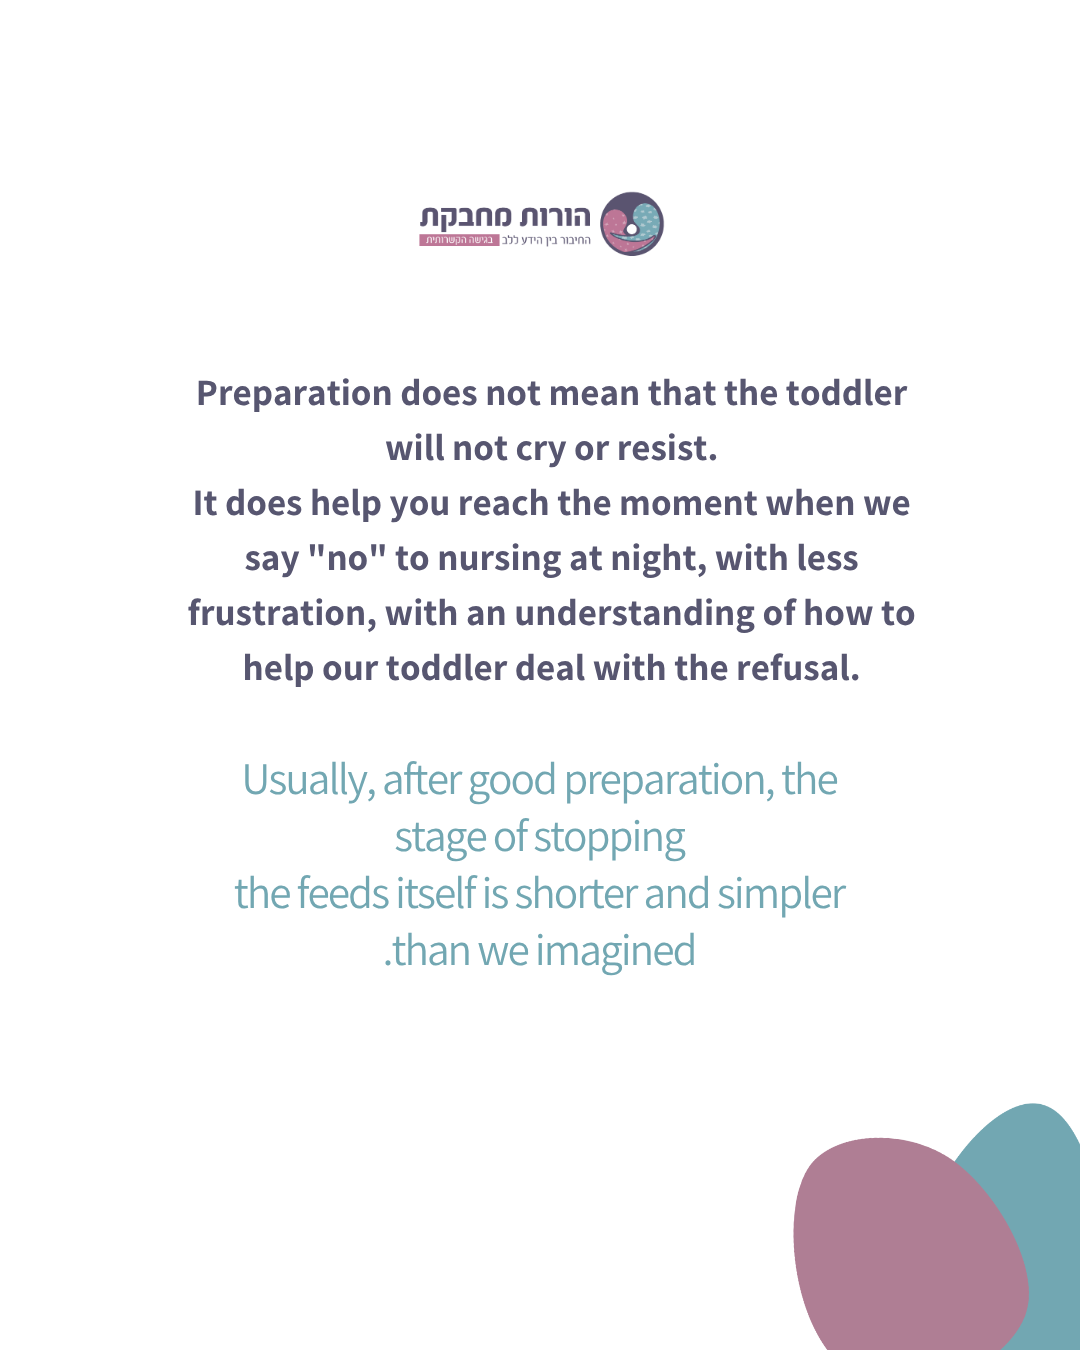 הורות מחבקת
החיבור בין הידע ללב בגישה הקשרותית
Preparation does not mean that the toddler
will not cry or resist.
It does help you reach the moment when we
say "no" to nursing at night, with less
frustration, with an understanding of how to
help our toddler deal with the refusal.
Usually, after good preparation, the
stage of stopping
the feeds itself is shorter and simpler
.than we imagined